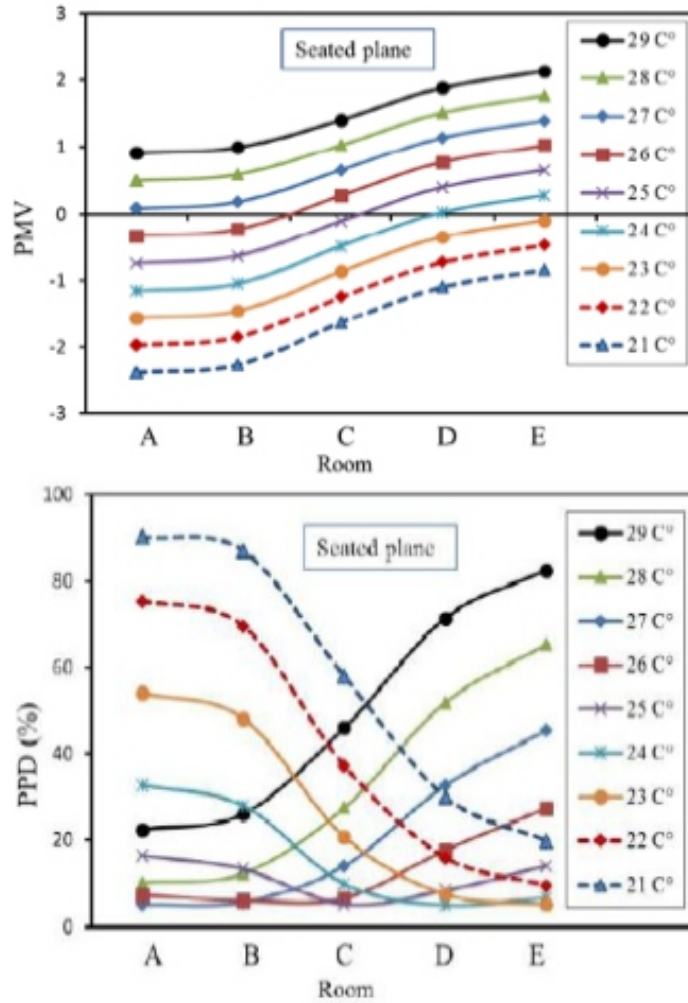 3
2
1
0
-1
-2
-3
PMV
Seated plane
A B C D E
Room
29 C°
28 C°
27 C°
26 C°
25 C°
24 C°
23 C°
22 C°
21 C°
100
80
60
40
20
0
PPD (%)
Seated plane
A B C D E
Room
29 C°
28 C°
27 C°
26 C°
25 C°
24 C°
23 C°
22 C°
21 C°